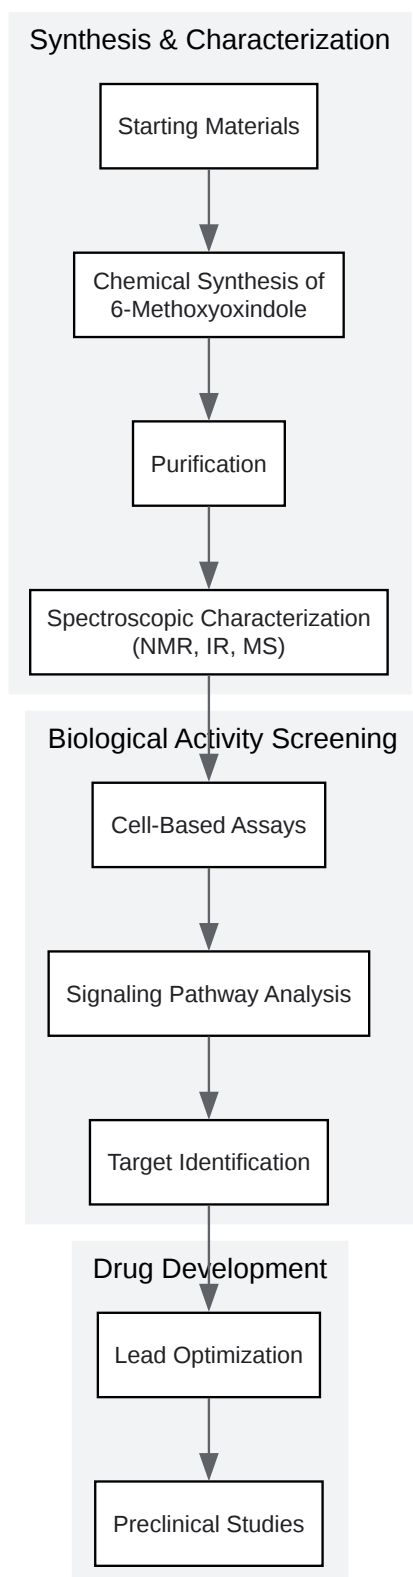 Synthesis & Characterization
Starting Materials
Chemical Synthesis of
6-Methoxyoxindole
Purification
Spectroscopic Characterization
(NMR, IR, MS)
Biological Activity Screening
Cell-Based Assays
Signaling Pathway Analysis
Target Identification
Drug Development
Lead Optimization
Preclinical Studies